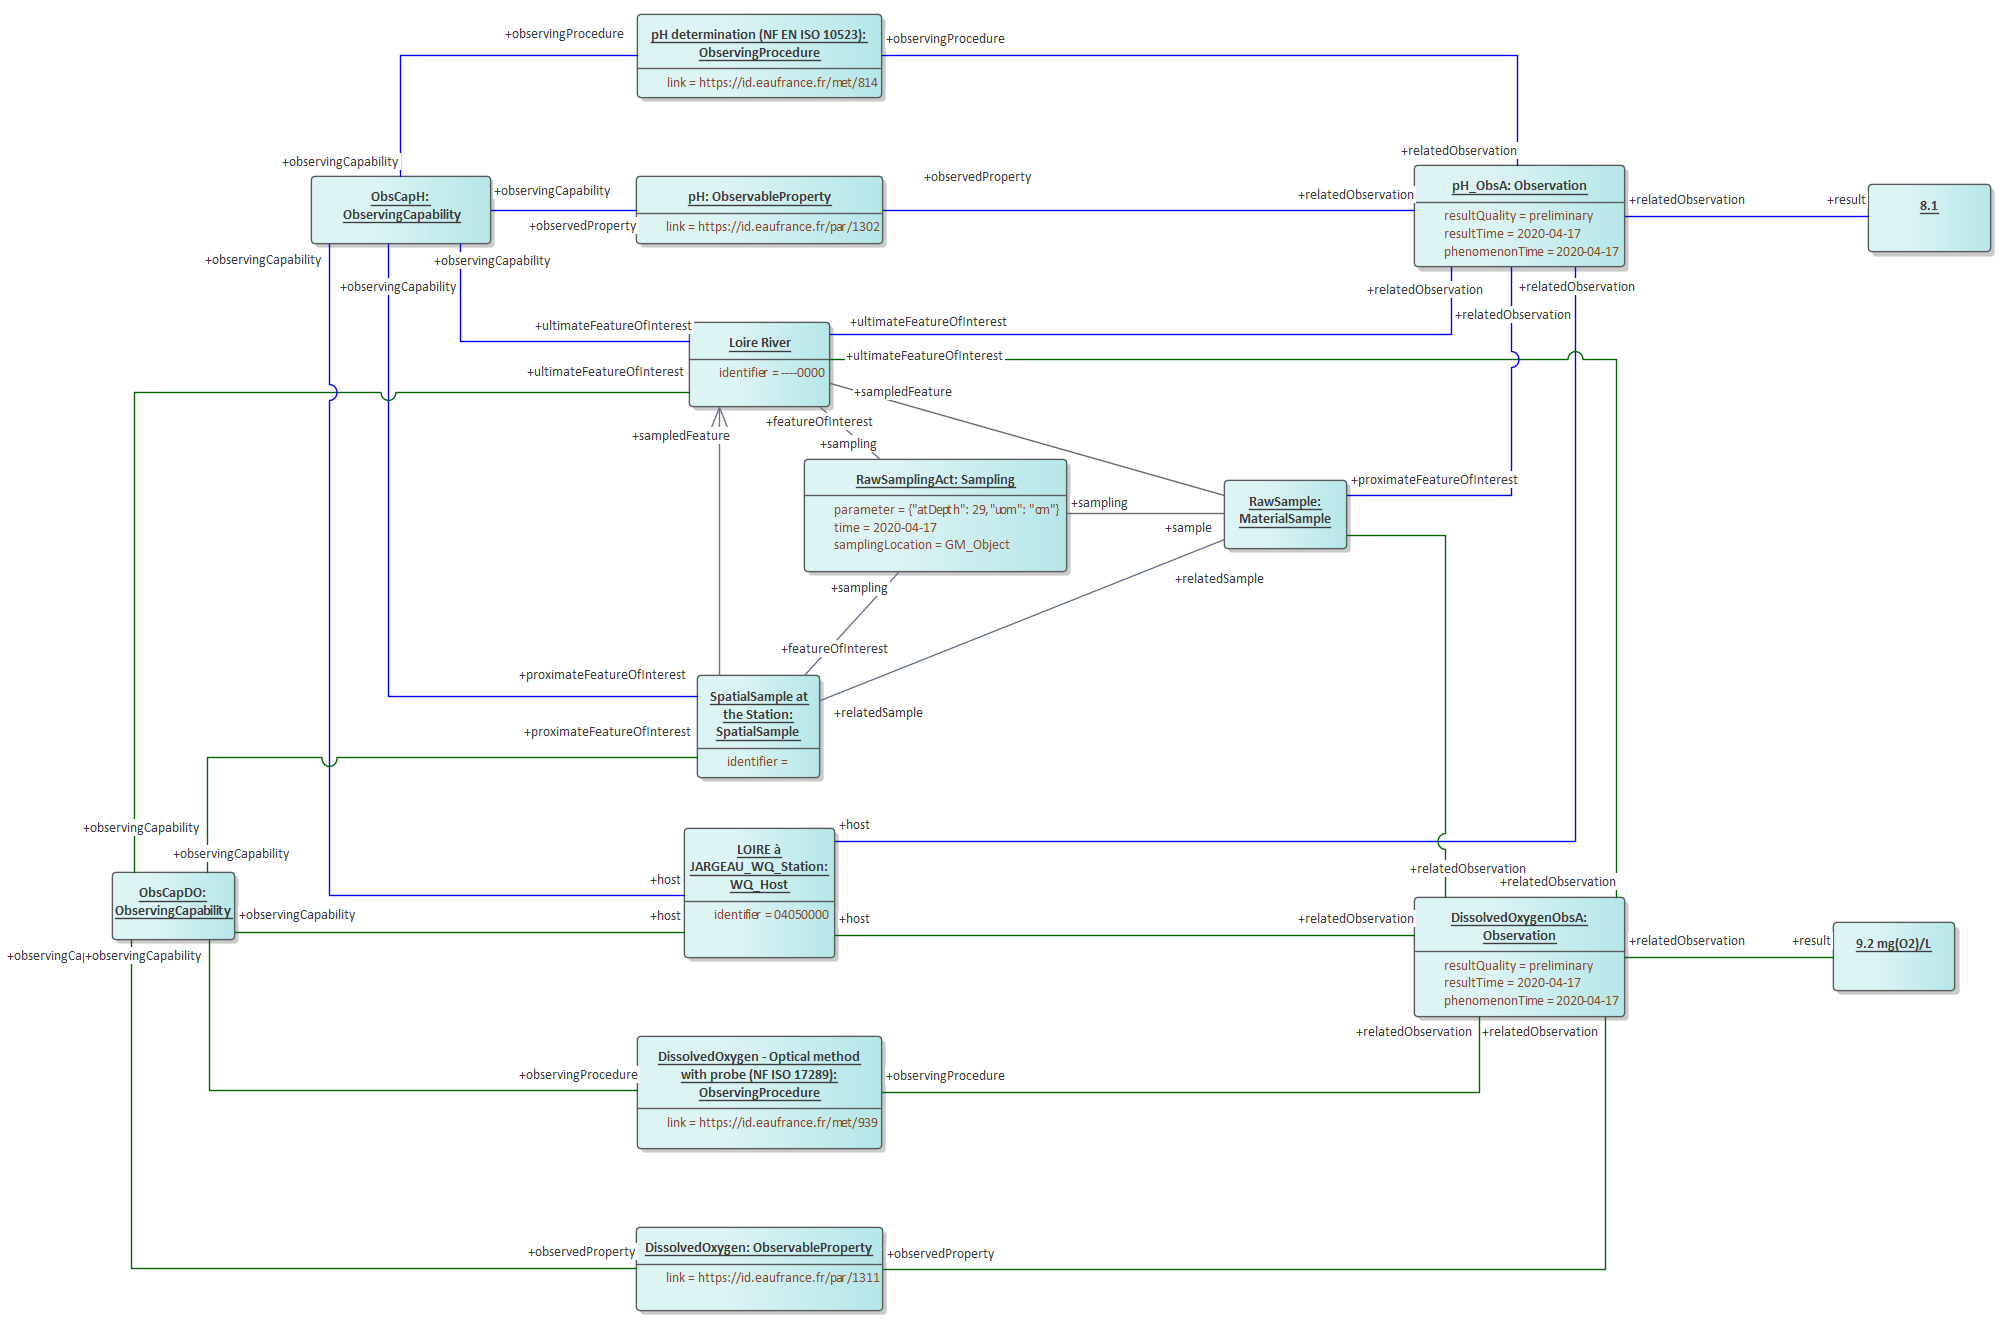 +observingProcedure
pH determination (NF EN ISO 10523):
ObservingProcedure
link = https://id.eaufrance.fr/met/814
+observingProcedure
+observingCapability
+relatedObservation
ObsCapH:
ObservingCapability
+observingCapability
+observedProperty
pH: ObservableProperty
link = https://id.eaufrance.fr/par/1302
+observedProperty
+relatedObservation
pH_ObsA: Observation
resultQuality = preliminary
resultTime = 2020-04-17
phenomenonTime = 2020-04-17
+relatedObservation
+result
8.1
+observingCapability
+observingCapability
+observingCapability
+relatedObservation
+relatedObservation
+relatedObservation
+ultimateFeatureOfInterest
+ultimateFeatureOfInterest
Loire River
identifier = ----0000
+ultimateFeatureOfInterest
+ultimateFeatureOfInterest
+sampledFeature
+sampledFeature
+featureOfInterest
+sampling
RawSamplingAct: Sampling
parameter = {"atDepth": 29,"uom": "cm"}
time = 2020-04-17
samplingLocation = GM_Object
+sampling
+sample
RawSample:
MaterialSample
+proximateFeatureOfInterest
+relatedSample
+sampling
+featureOfInterest
+proximateFeatureOfInterest
SpatialSample at
the Station:
SpatialSample
identifier =
+relatedSample
+proximateFeatureOfInterest
+observingCapability
+observingCapability
ObsCapDO:
ObservingCapability
+observingCapability
+host
+host
LOIRE à
JARGEAU_WQ_Station:
WQ_Host
identifier = 04050000
+host
+host
+relatedObservation
+relatedObservation
+relatedObservation
DissolvedOxygenObsA:
Observation
resultQuality = preliminary
resultTime = 2020-04-17
phenomenonTime = 2020-04-17
+relatedObservation
+result
9.2 mg(O2)/L
+observingCa
+observingCapability
+relatedObservation
+relatedObservation
+observingProcedure
DissolvedOxygen - Optical method
with probe (NF ISO 17289):
ObservingProcedure
link = https://id.eaufrance.fr/met/939
+observingProcedure
+observedProperty
DissolvedOxygen: ObservableProperty
link = https://id.eaufrance.fr/par/1311
+observedProperty